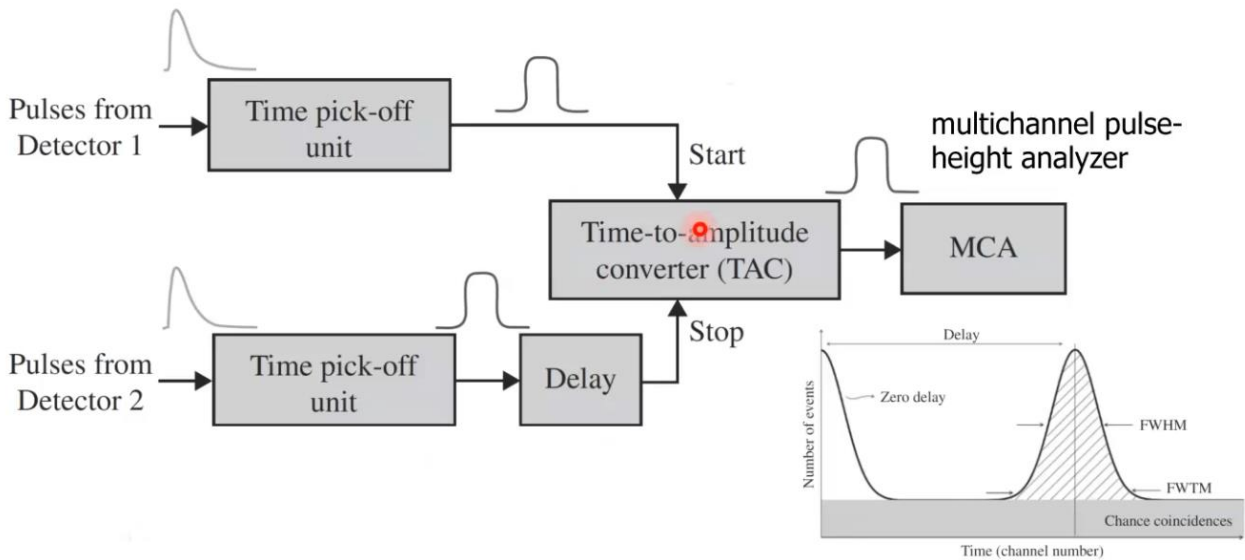 Pulses from
Detector 1
Time pick-off
unit
Start
multichannel pulse-
height analyzer
Time-to-amplitude
converter (TAC)
MCA
Stop
Pulses from
Detector 2
Time pick-off
unit
Delay
Delay
Zero delay
Number of events
FWHM
FWTM
Chance coincidences
Time (channel number)